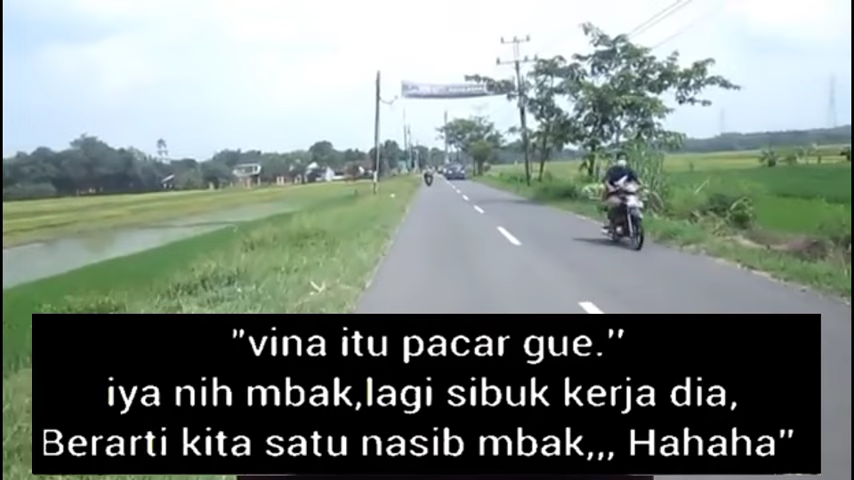 "vina itu pacar gue.''
iya nih mbak,lagi sibuk kerja dia,
Berarti kita satu nasib mbak,,, Hahaha''